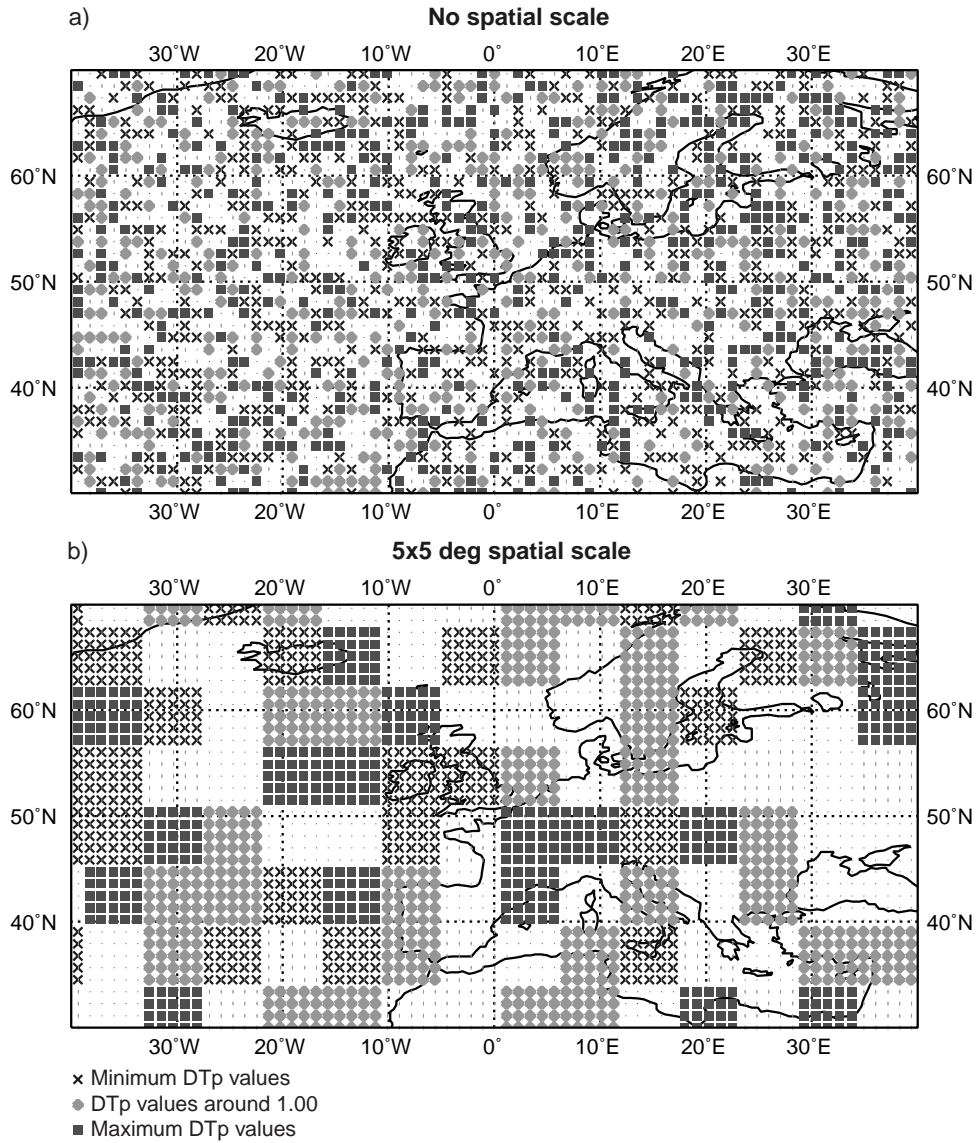 a)
No spatial scale
30˚W 20˚W 10˚W 0˚ 10˚E 20˚E 30˚E
60˚N 60˚N
50˚N 50˚N
40˚N 40˚N
30˚W 20˚W 10˚W 0˚ 10˚E 20˚E 30˚E
b)
5x5 deg spatial scale
30˚W 20˚W 10˚W 0˚ 10˚E 20˚E 30˚E
60˚N 60˚N
50˚N 50˚N
40˚N 40˚N
30˚W 20˚W 10˚W 0˚ 10˚E 20˚E 30˚E
Minimum DTp values
DTp values around 1.00
Maximum DTp values